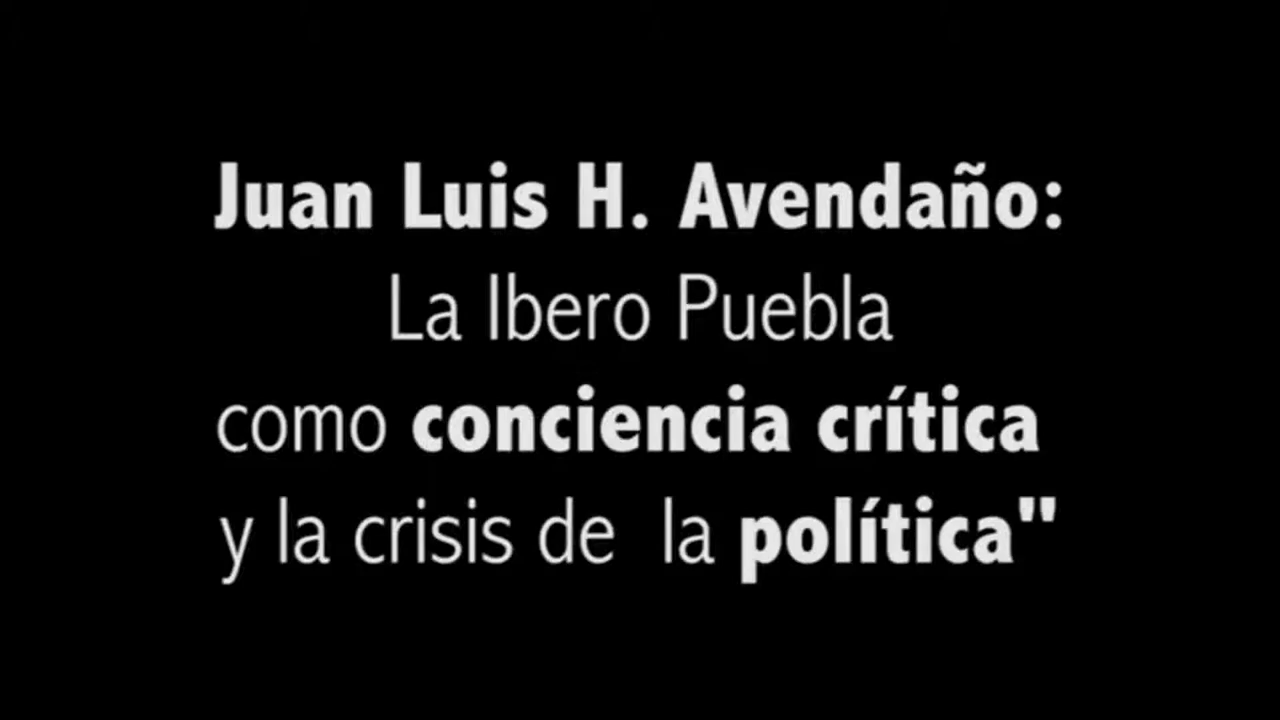 Juan Luis H. Avendaño:
La Ibero Puebla
como conciencia crítica
y la crisis de  la política"